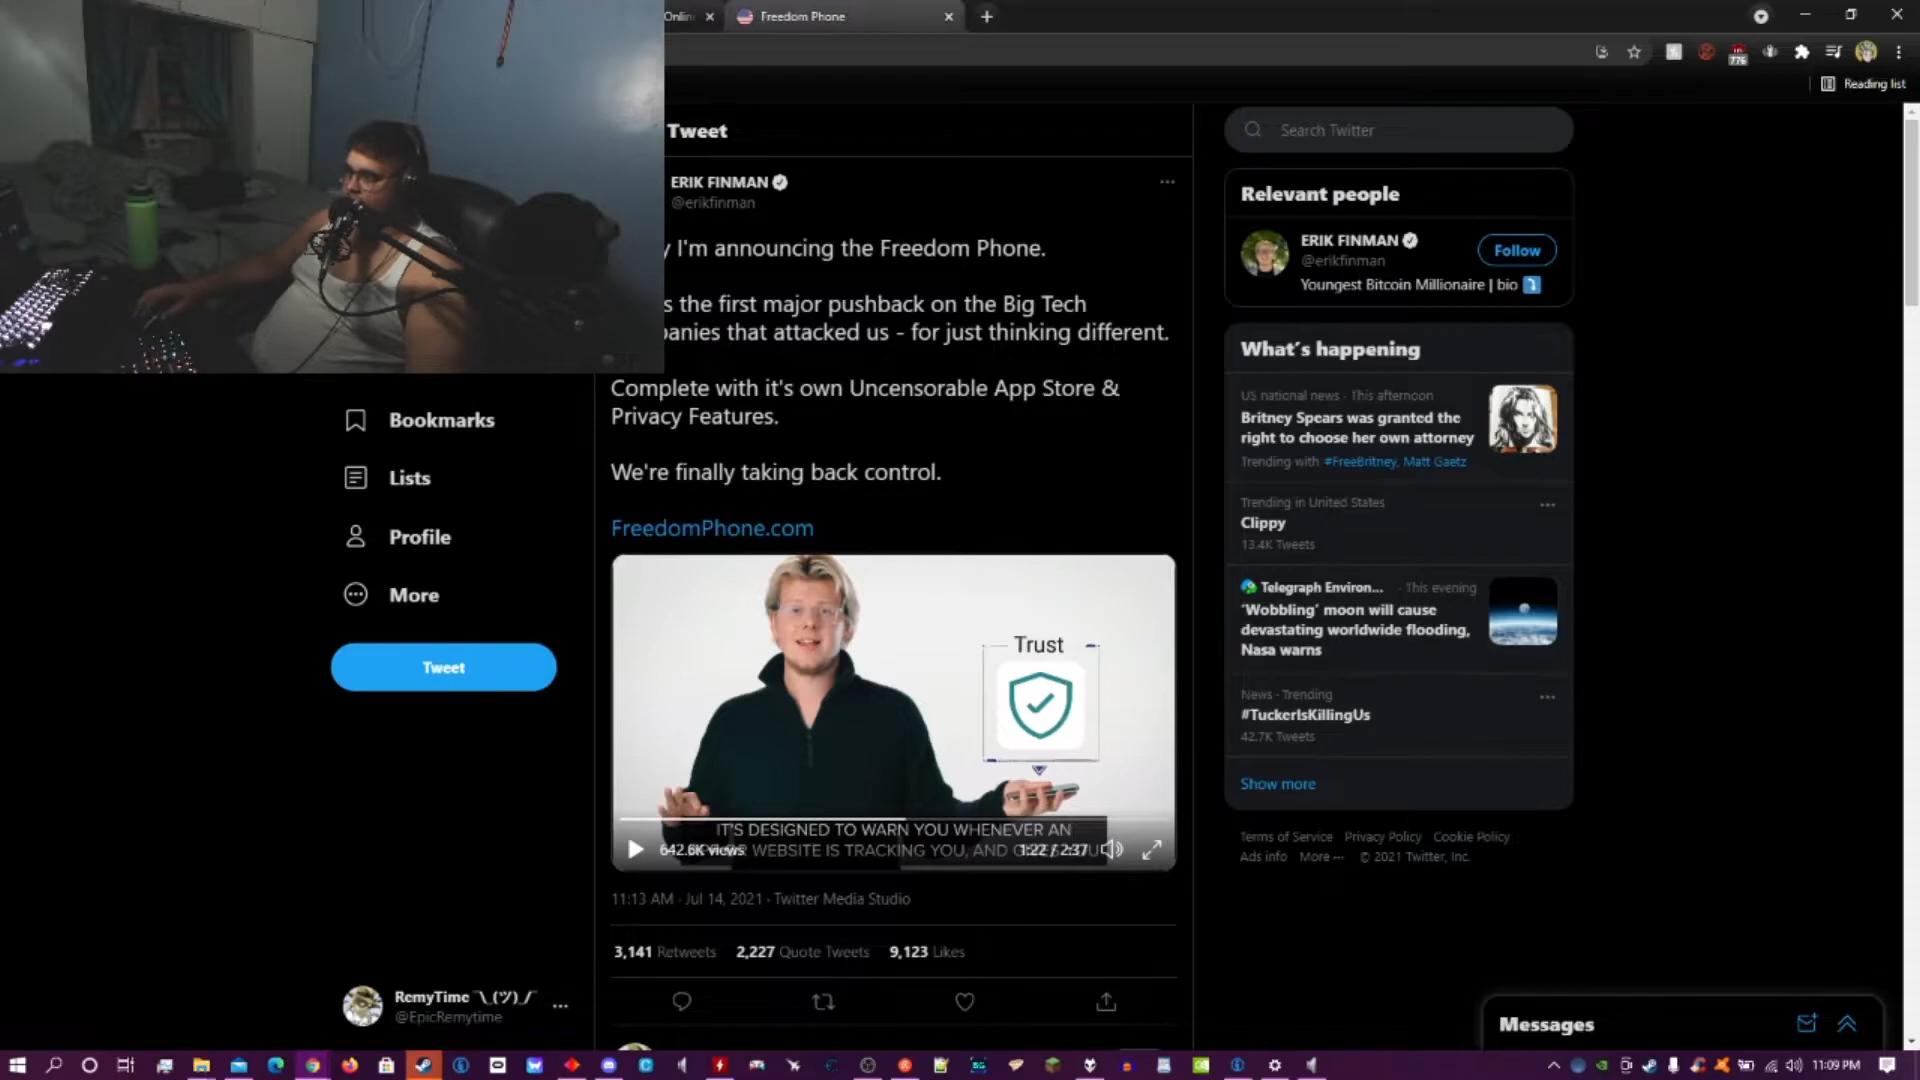 Onlin
Freedom Phone
776
Reading list
Tweet
Search Twitter
ERIK FINMAN
@erikfinman
y I'm announcing the Freedom Phone.
s the first major pushback on the Big Tech
panies that attacked us - for just thinking different.
Complete with it's own Uncensorable App Store &
Privacy Features.
We're finally taking back control.
FreedomPhone.com
Trust
IT'S DESIGNED TO WARN YOU WHENEVER AN
WEBSITE IS TRACKING YOU, AND
642.6K views
1:22 / 2:37
11:13 AM · Jul 14, 2021 · Twitter Media Studio
3,141 Retweets 2,227 Quote Tweets 9,123 Likes
Bookmarks
Lists
Profile
More
Tweet
RemyTime ¯\_(ツ)_/¯
@EpicRemytime
Relevant people
ERIK FINMAN
@erikfinman
Follow
Youngest Bitcoin Millionaire | bio
What's happening
US national news · This afternoon
Britney Spears was granted the
right to choose her own attorney
Trending with #FreeBritney, Matt Gaetz
Trending in United States
Clippy
13.4K Tweets
Telegraph Environ... · This evening
'Wobbling' moon will cause
devastating worldwide flooding,
Nasa warns
News · Trending
#TuckerIsKillingUs
42.7K Tweets
Show more
Terms of Service Privacy Policy Cookie Policy
Ads info More ··· © 2021 Twitter, Inc.
Messages
11:09 PM